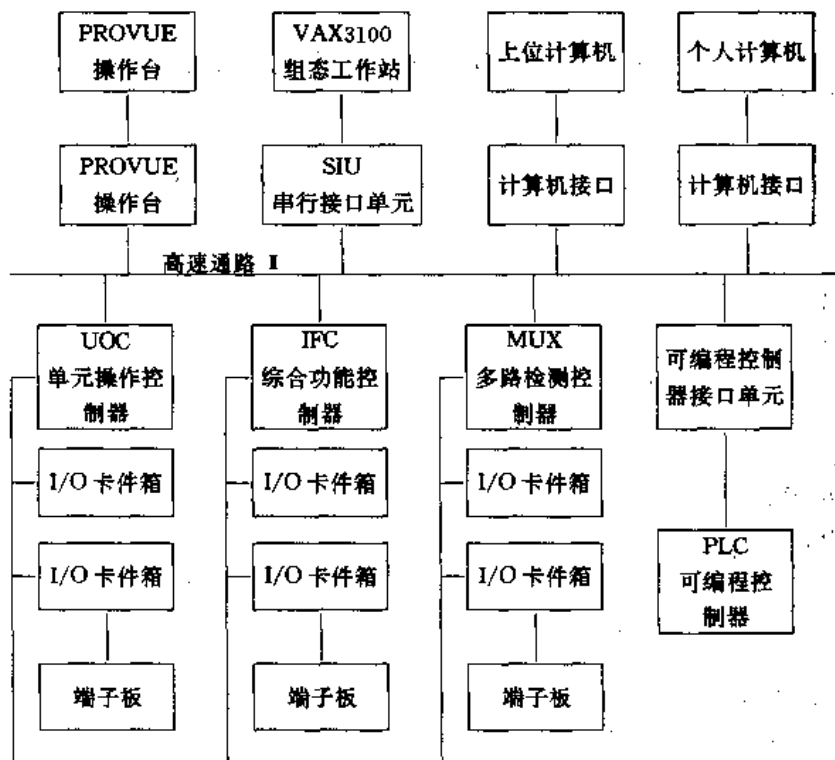 PROVUE
操作台
VAX3100
组态工作站
上位计算机
个人计算机
PROVUE
操作台
SIU
串行接口单元
计算机接口
计算机接口
高速通路 Ⅱ
UOC
单元操作控
制器
IFC
综合功能控
制器
MUX
多路检测控
制器
可编程控制
器接口单元
I/O 卡件箱
I/O 卡件箱
I/O 卡件箱
I/O 卡件箱
I/O 卡件箱
I/O 卡件箱
PLC
可编程控
制器
端子板
端子板
端子板